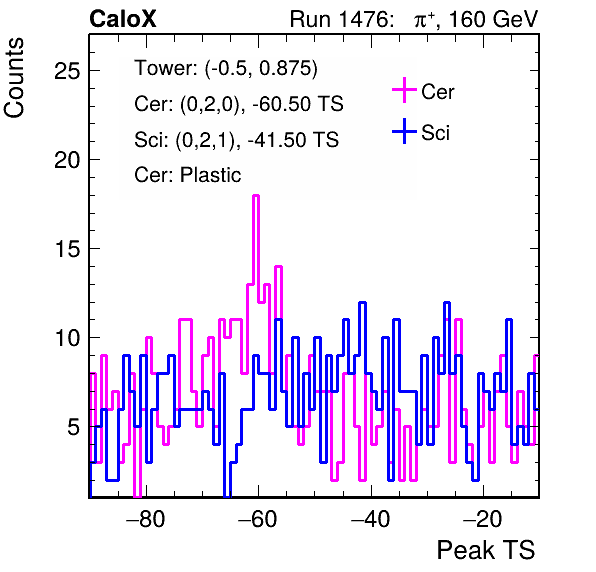 CaloX Run 1476: π⁺, 160 GeV
Counts
Tower: (-0.5, 0.875)
Cer: (0,2,0), -60.50 TS
Sci: (0,2,1), -41.50 TS
Cer: Plastic
Cer
Sci
25
20
15
10
5
−80 −60 −40 −20
Peak TS